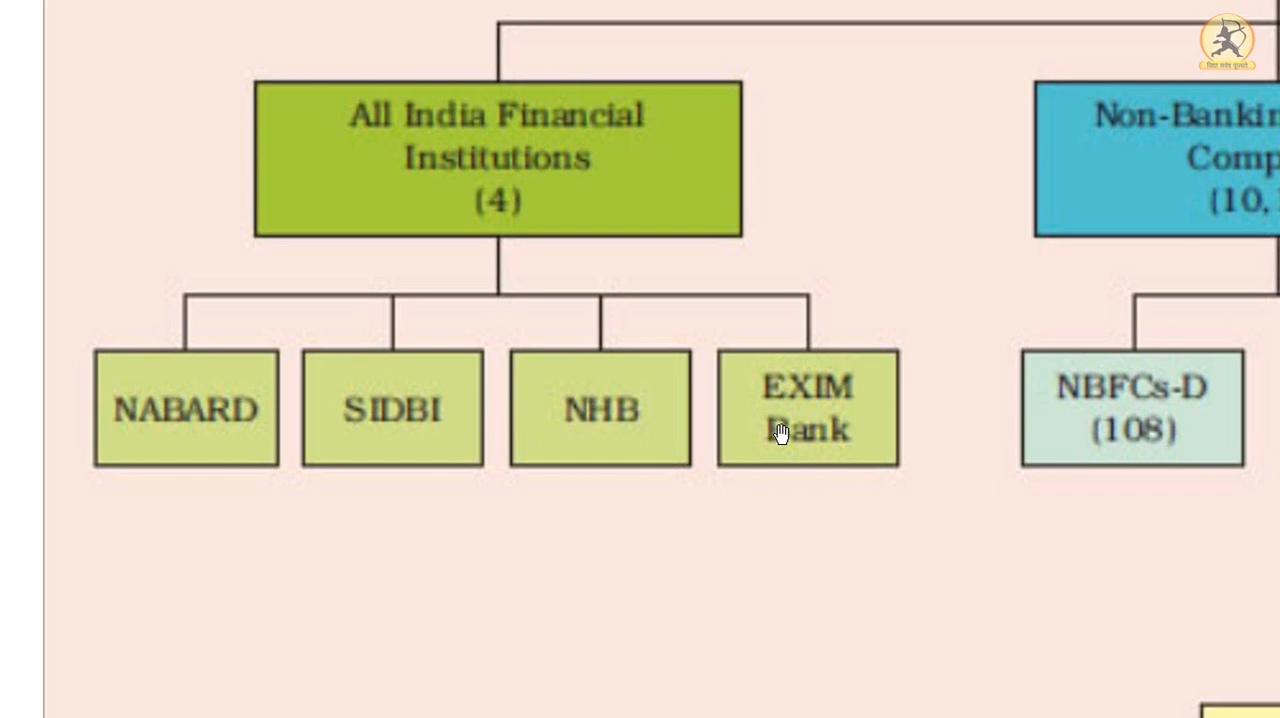 All India Financial
Institutions
(4)
Non-Bankin
Comp
(10,
NABARD
SIDBI
NHB
EXIM
Bank
NBFCs-D
(108)